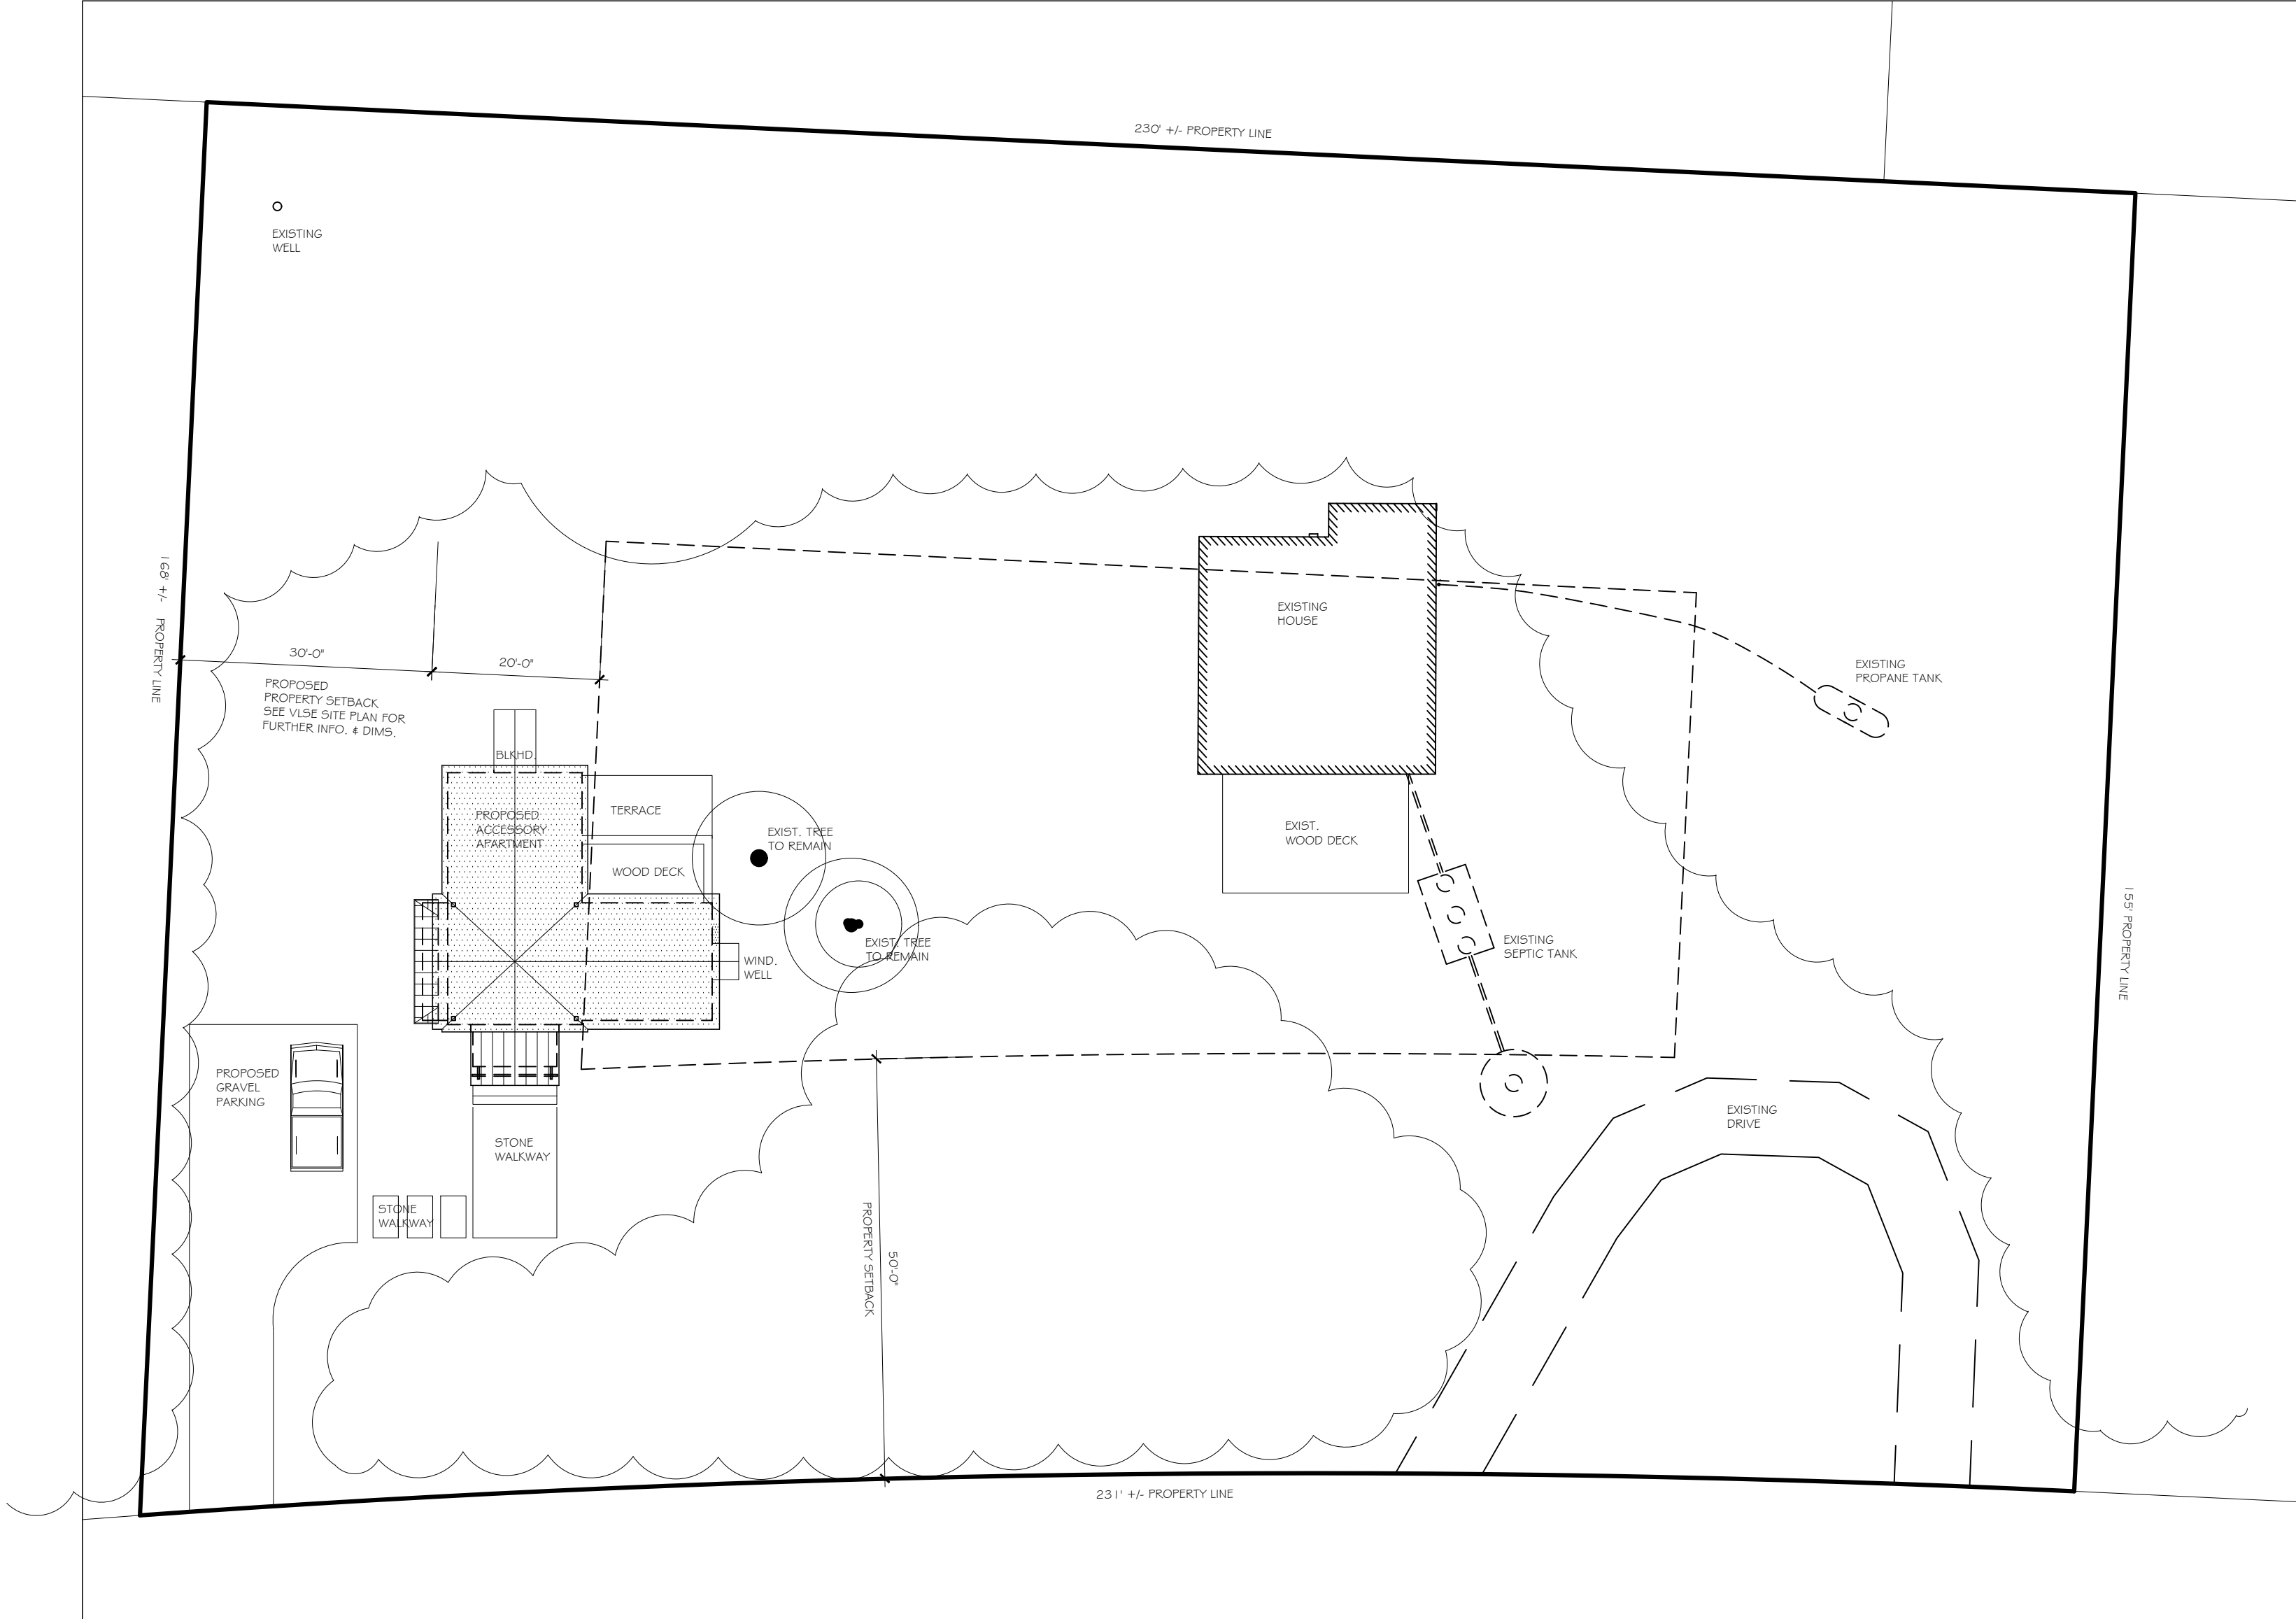 230' +/- PROPERTY LINE
EXISTING
WELL
168' +/- PROPERTY LINE
30'-0"
20'-0"
PROPOSED
PROPERTY SETBACK
SEE VLSE SITE PLAN FOR
FURTHER INFO. & DIMS.
EXISTING
HOUSE
EXISTING
PROPANE TANK
BLKHD.
PROPOSED
ACCESSORY
APARTMENT
TERRACE
WOOD DECK
EXIST. TREE
TO REMAIN
EXIST.
WOOD DECK
EXIST. TREE
TO REMAIN
WIND.
WELL
EXISTING
SEPTIC TANK
155' PROPERTY LINE
PROPOSED
GRAVEL
PARKING
EXISTING
DRIVE
STONE
WALKWAY
STONE
WALKWAY
PROPERTY SETBACK
50'-0"
231' +/- PROPERTY LINE